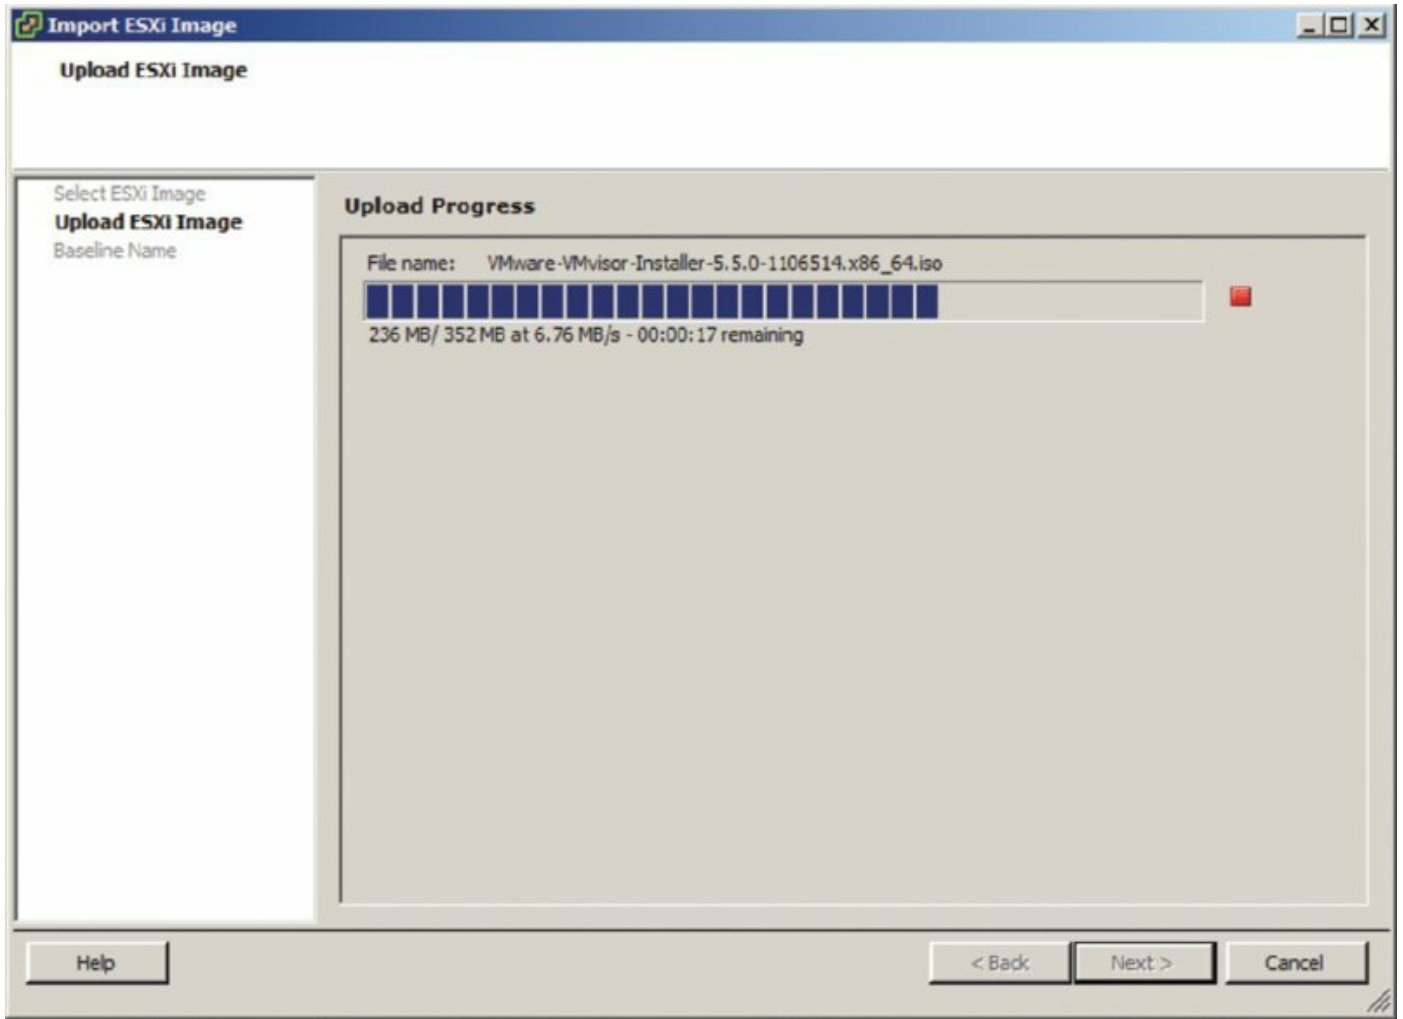 Import ESXi Image
Upload ESXi Image
Select ESXi Image
Upload ESXi Image
Baseline Name
Upload Progress
File name: VMware-VMvisor-Installer-5.5.0-1106514.x86_64.iso
236 MB/ 352 MB at 6.76 MB/s - 00:00:17 remaining
Help
< Back
Next >
Cancel